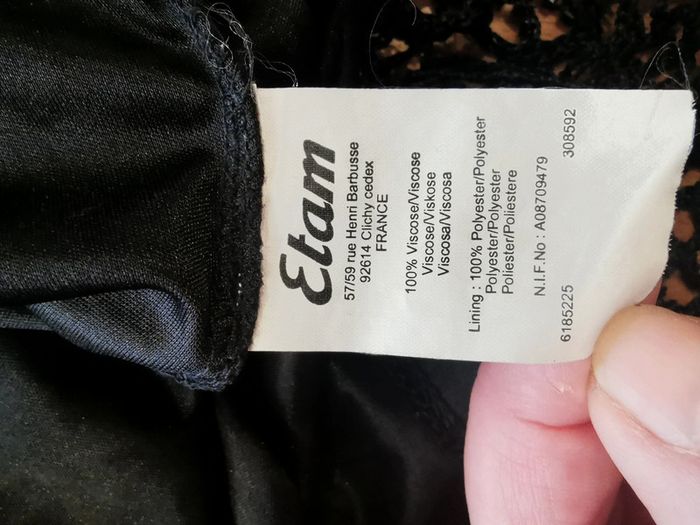 Etam
57/59 rue Henri Barbusse
92614 Clichy cedex
FRANCE
100% Viscose/Viscose
Viscose/Viskose
Viscosa/Viscosa
Lining : 100% Polyester/Polyester
Polyester/Polyester
Poliester/Poliestere
N.I.F.No : A08709479
6185225 308592